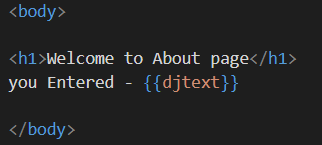 <body>
<h1>Welcome to About page</h1>
you Entered - {{djtext}}
</body>